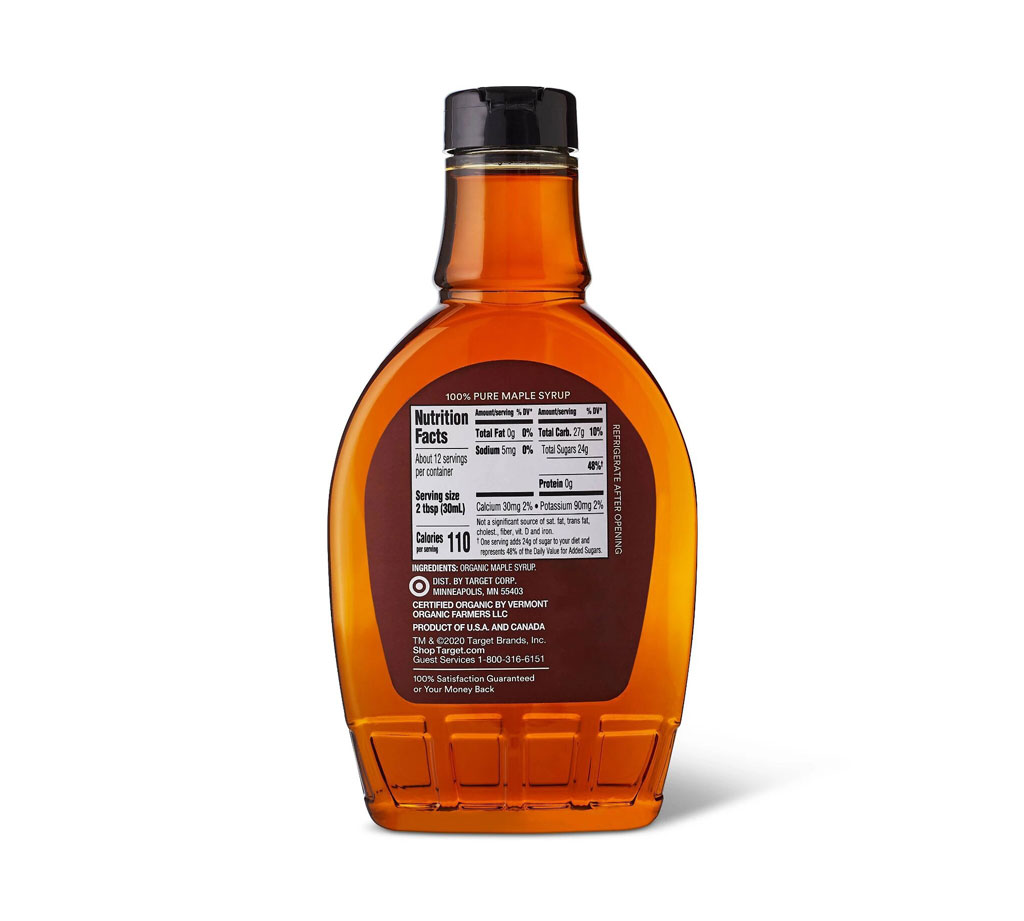 100% PURE MAPLE SYRUP
Nutrition
Facts
About 12 servings
per container
Serving size
2 tbsp (30mL)
Calories
per serving
110
Amount/serving % DV*
Total Fat 0g 0%
Sodium 5mg 0%
Amount/serving % DV*
Total Carb. 27g 10%
Total Sugars 24g
48%†
Protein 0g
Calcium 30mg 2% • Potassium 90mg 2%
Not a significant source of sat. fat, trans fat,
cholest., fiber, vit. D and iron.
† One serving adds 24g of sugar to your diet and
represents 48% of the Daily Value for Added Sugars.
REFRIGERATE AFTER OPENING
INGREDIENTS: ORGANIC MAPLE SYRUP.
DIST. BY TARGET CORP.
MINNEAPOLIS, MN 55403
CERTIFIED ORGANIC BY VERMONT
ORGANIC FARMERS LLC
PRODUCT OF U.S.A. AND CANADA
TM & ©2020 Target Brands, Inc.
Shop Target.com
Guest Services 1-800-316-6151
100% Satisfaction Guaranteed
or Your Money Back